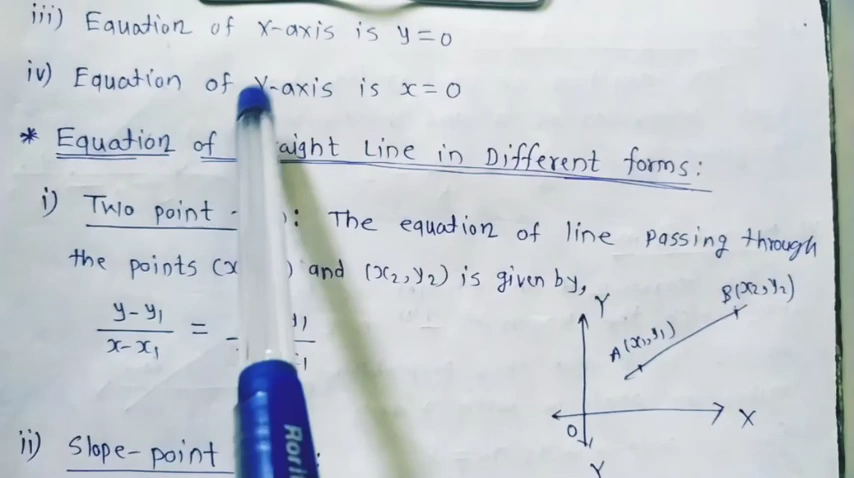 iii) Equation of x-axis is y=0
iv) Equation of Y-axis is x=0
* Equation of aight Line in Different forms:
i) Two point - : The equation of line passing through
the points (x ) and (x2,y2) is given by,
y-y1 / x-x1 = - y1 / 1
Y
B(x2,y2)
A(x1,y1)
X
O
Y
ii) Slope-point
Rori